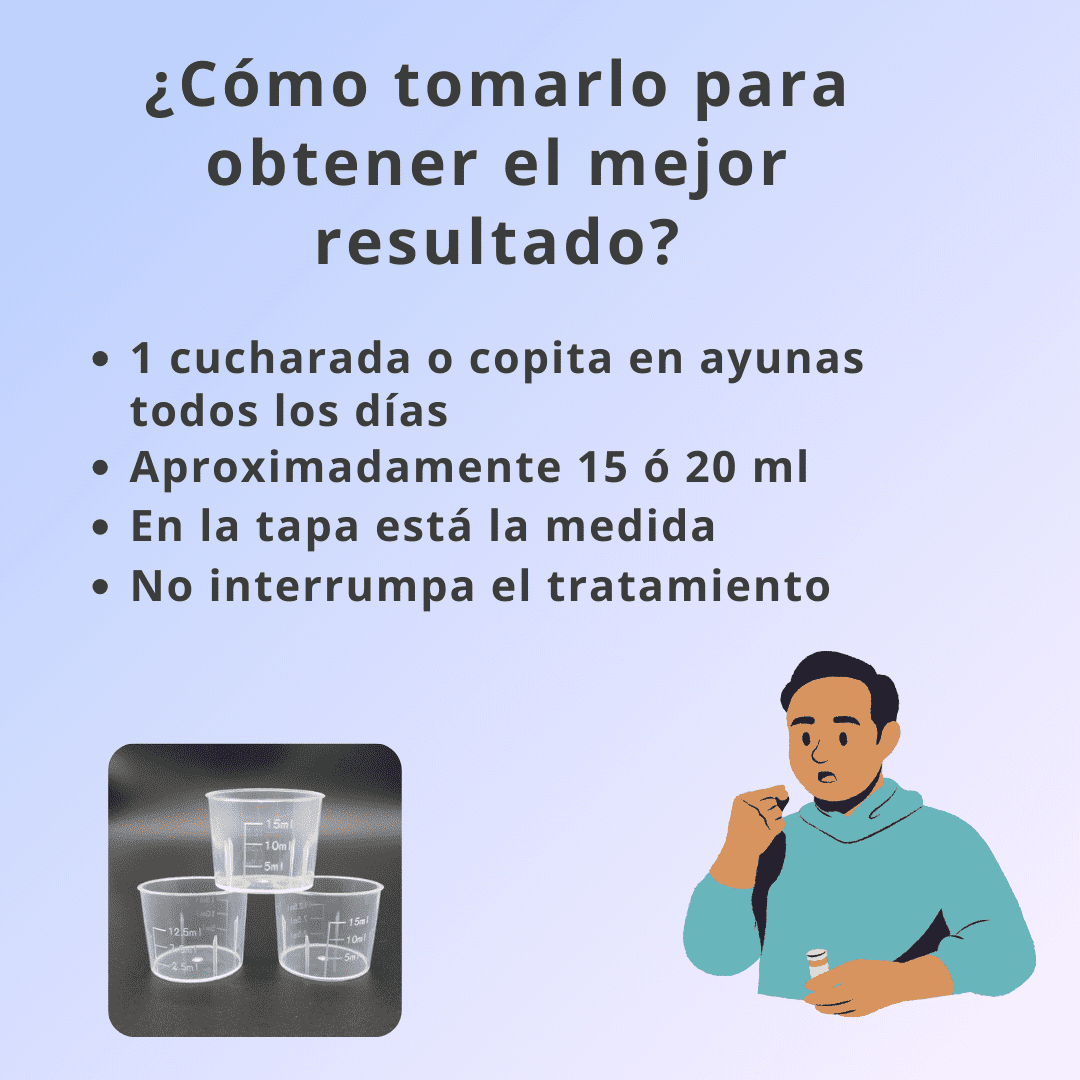 ¿Cómo tomarlo para
obtener el mejor
resultado?
• 1 cucharada o copita en ayunas
todos los días
• Aproximadamente 15 ó 20 ml
• En la tapa está la medida
• No interrumpa el tratamiento
15ml
10ml
5ml
12.5ml
7.5ml
2.5ml
15ml
10ml
5ml